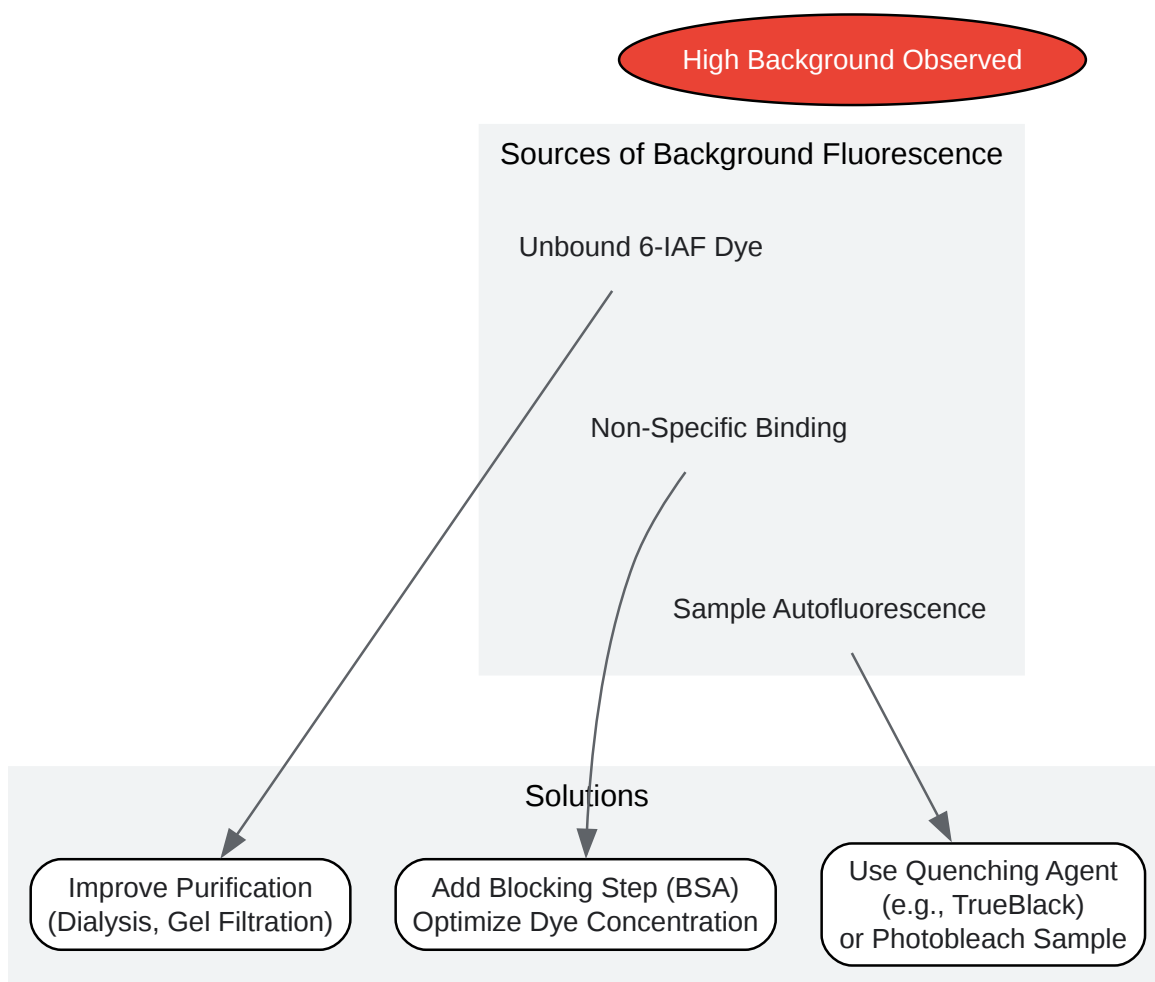 High Background Observed
Sources of Background Fluorescence
Unbound 6-IAF Dye
Non-Specific Binding
Sample Autofluorescence
Solutions
Improve Purification
(Dialysis, Gel Filtration)
Add Blocking Step (BSA)
Optimize Dye Concentration
Use Quenching Agent
(e.g., TrueBlack)
or Photobleach Sample